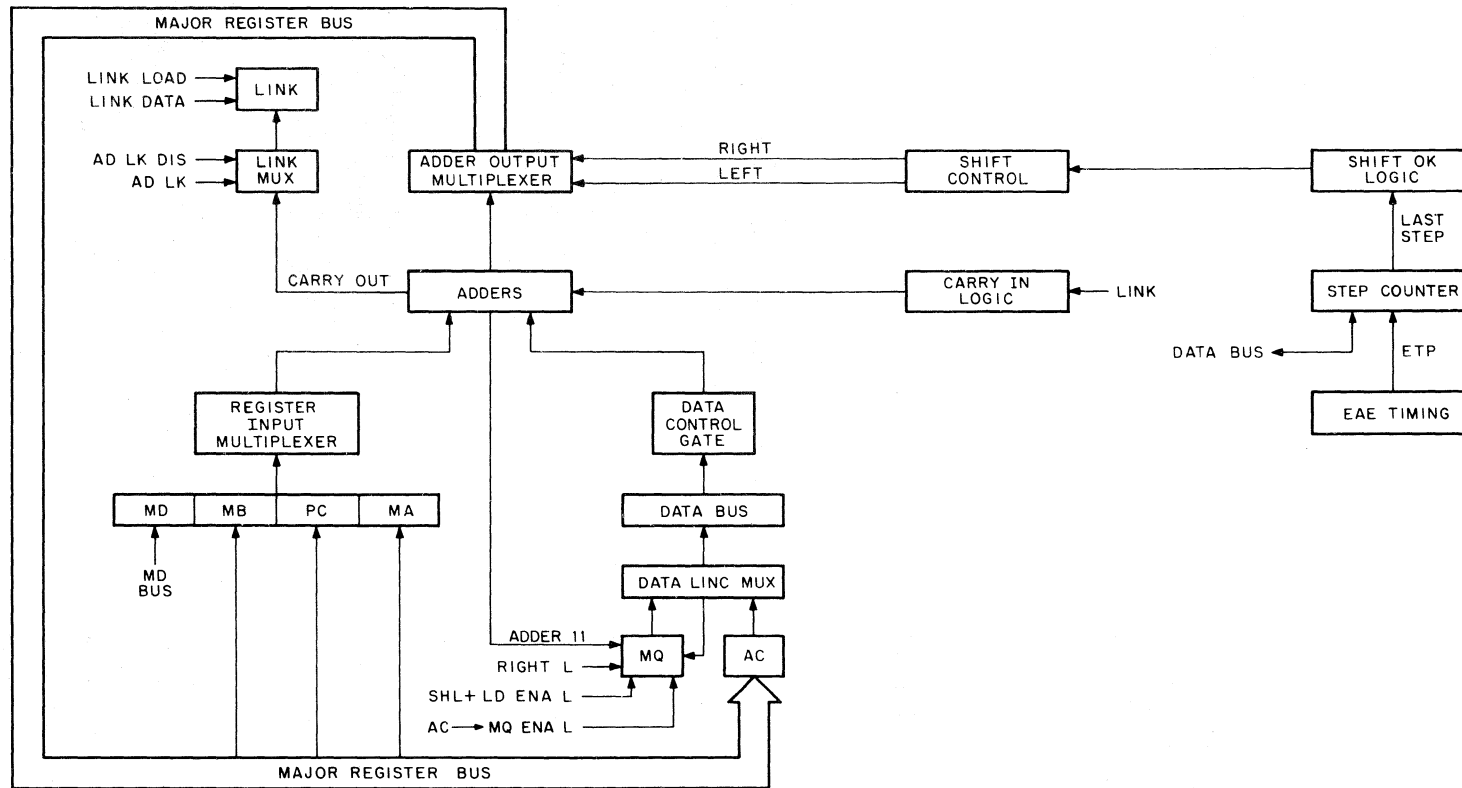 MAJOR REGISTER BUS
LINK LOAD
LINK DATA
LINK
AD LK DIS
AD LK
LINK
MUX
ADDER OUTPUT
MULTIPLEXER
RIGHT
LEFT
SHIFT
CONTROL
SHIFT OK
LOGIC
LAST
STEP
CARRY OUT
ADDERS
CARRY IN
LOGIC
LINK
STEP COUNTER
DATA BUS
ETP
EAE TIMING
REGISTER
INPUT
MULTIPLEXER
DATA
CONTROL
GATE
MD
MB
PC
MA
DATA BUS
MD
BUS
DATA LINC MUX
ADDER 11
MQ
AC
RIGHT L
SHL+ LD ENA L
AC→MQ ENA L
MAJOR REGISTER BUS